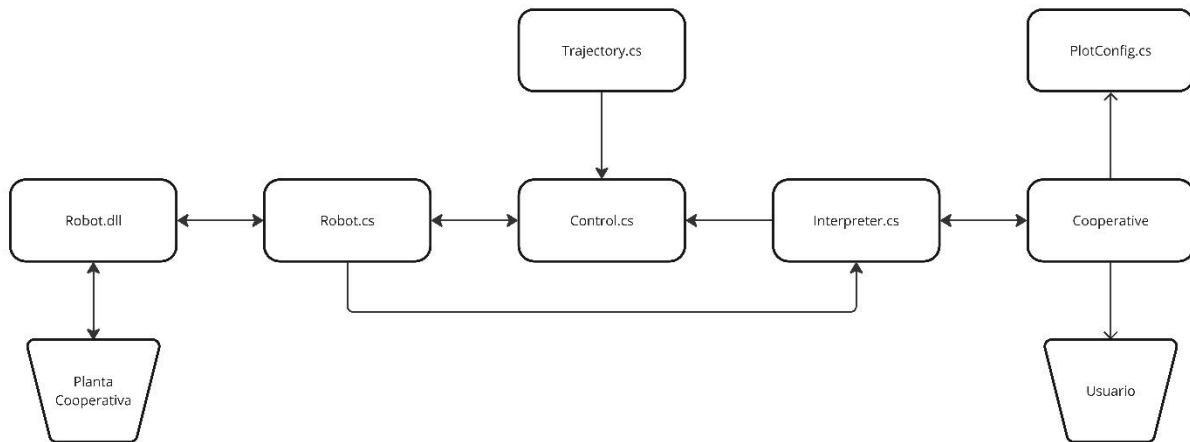 Trajectory.cs
PlotConfig.cs
Robot.dll
Robot.cs
Control.cs
Interpreter.cs
Cooperative
Planta
Cooperativa
Usuario